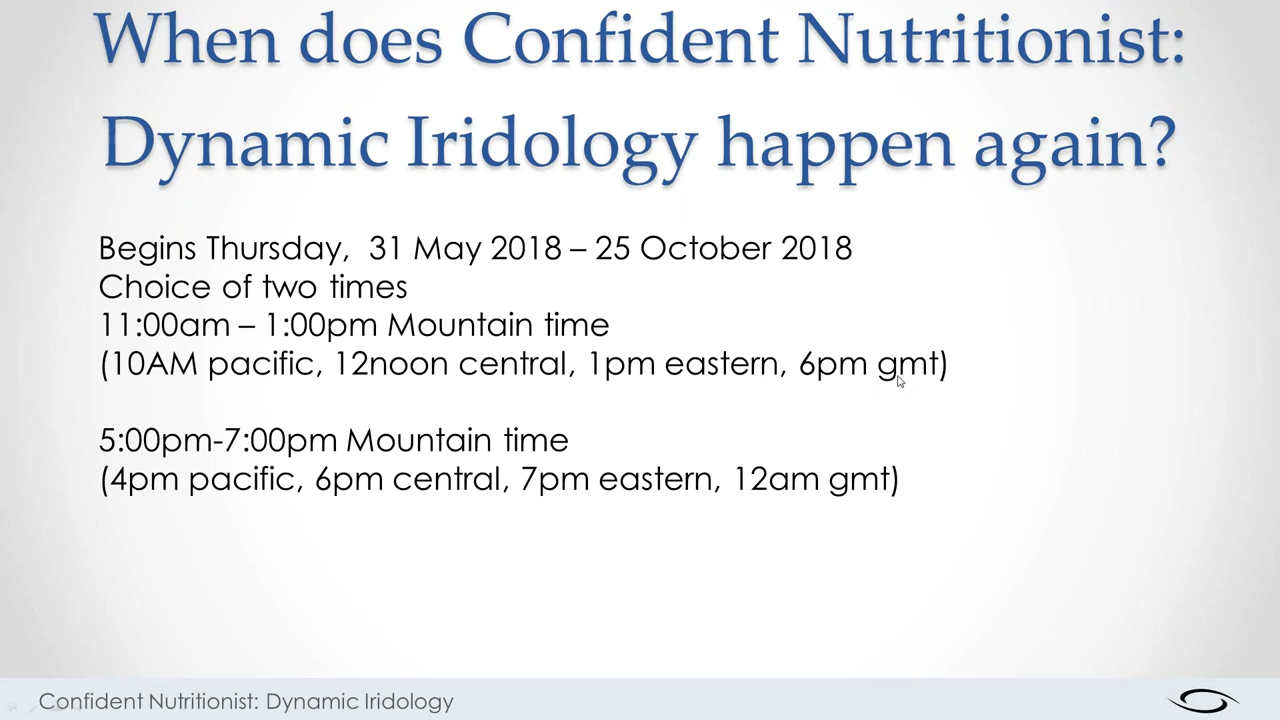 When does Confident Nutritionist:
Dynamic Iridology happen again?
Begins Thursday, 31 May 2018 – 25 October 2018
Choice of two times
11:00am – 1:00pm Mountain time
(10AM pacific, 12noon central, 1pm eastern, 6pm gmt)
5:00pm-7:00pm Mountain time
(4pm pacific, 6pm central, 7pm eastern, 12am gmt)
Confident Nutritionist: Dynamic Iridology